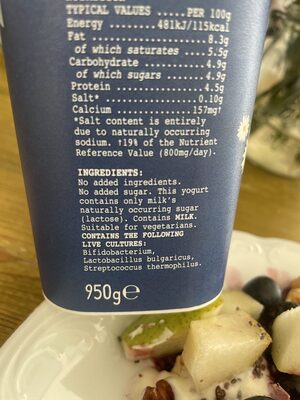 TYPICAL VALUES ..... PER 100g
Energy ........ 481kJ/115kcal
Fat ..................... 8.3g
of which saturates ...... 5.5g
Carbohydrate ............ 4.9g
of which sugars ......... 4.9g
Protein ................. 4.5g
Salt* .................. 0.10g
Calcium ............... 157mg†
*Salt content is entirely
due to naturally occurring
sodium. †19% of the Nutrient
Reference Value (800mg/day).
INGREDIENTS:
No added ingredients.
No added sugar. This yogurt
contains only milk's
naturally occurring sugar
(lactose). Contains MILK.
Suitable for vegetarians.
CONTAINS THE FOLLOWING
LIVE CULTURES:
Bifidobacterium,
Lactobacillus bulgaricus,
Streptococcus thermophilus.
950g℮